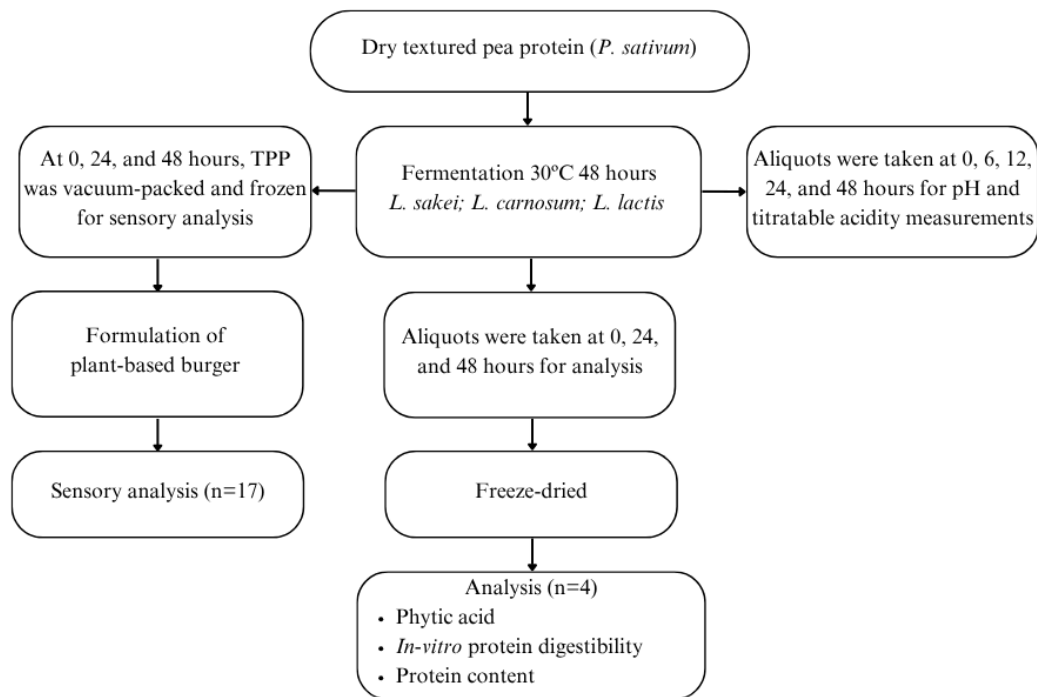 Dry textured pea protein (P. sativum)
At 0, 24, and 48 hours, TPP
was vacuum-packed and frozen
for sensory analysis
Fermentation 30ºC 48 hours
L. sakei; L. carnosum; L. lactis
Aliquots were taken at 0, 6, 12,
24, and 48 hours for pH and
titratable acidity measurements
Formulation of
plant-based burger
Aliquots were taken at 0, 24,
and 48 hours for analysis
Sensory analysis (n=17)
Freeze-dried
Analysis (n=4)
• Phytic acid
• In-vitro protein digestibility
• Protein content